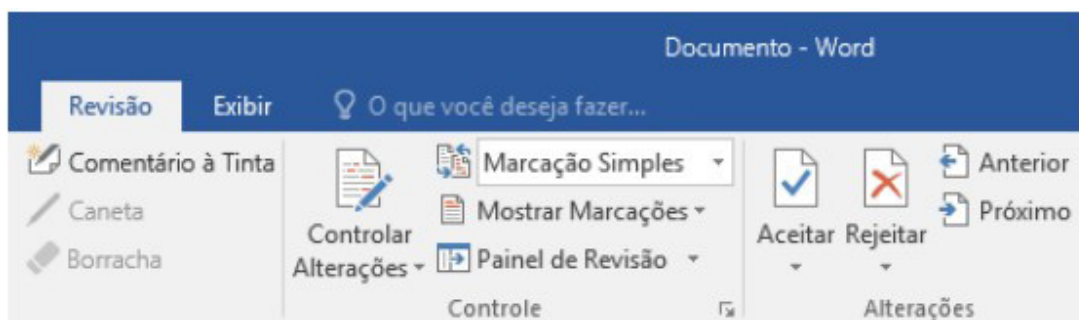 Documento - Word
Revisão Exibir O que você deseja fazer...
Comentário à Tinta
Caneta
Borracha
Controlar
Alterações
Marcação Simples
Mostrar Marcações
Painel de Revisão
Controle
Aceitar Rejeitar
Anterior
Próximo
Alterações